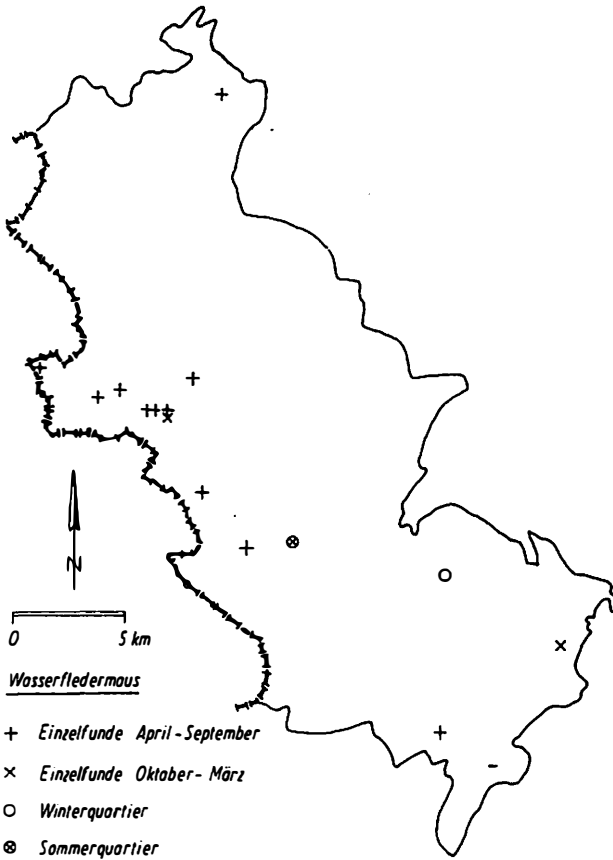 N
0 5 km
Wasserfledermaus
+ Einzelfunde April-September
× Einzelfunde Oktober- März
○ Winterquartier
⊗ Sommerquartier